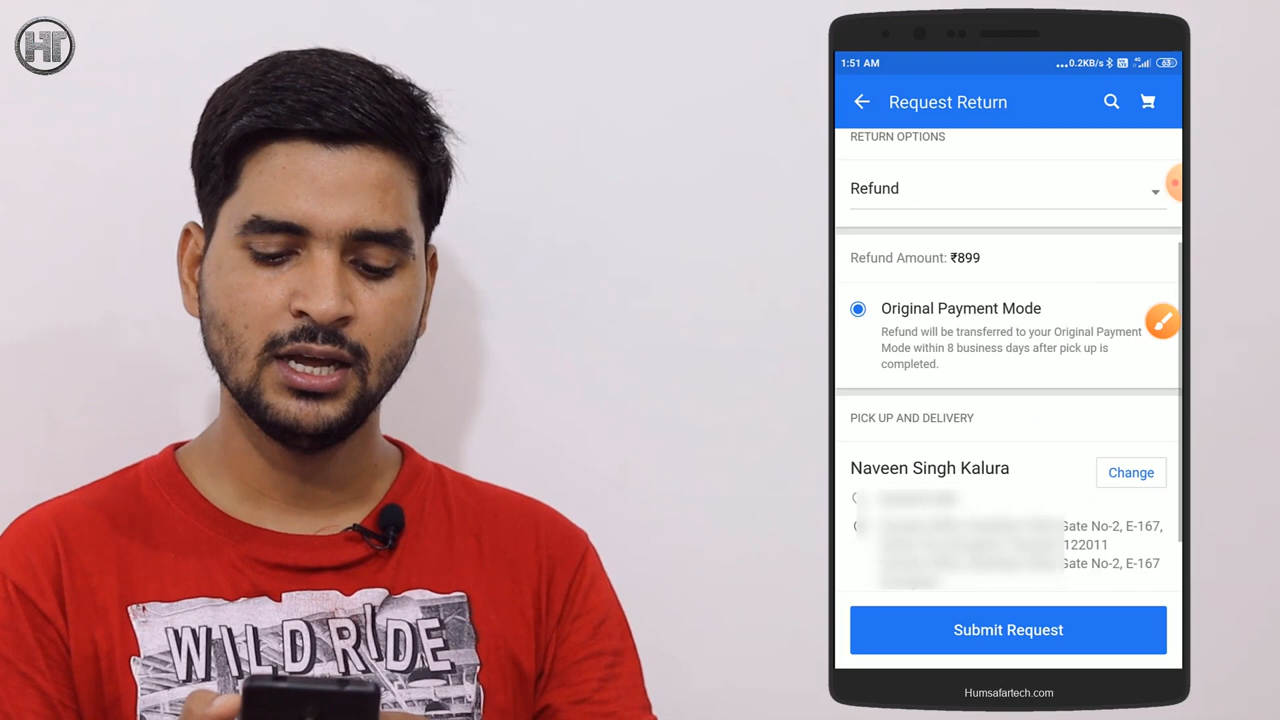 HT
WILD RIDE
1:51 AM
...0.2KB/s
4G
63
Request Return
RETURN OPTIONS
Refund
Refund Amount: ₹899
Original Payment Mode
Refund will be transferred to your Original Payment
Mode within 8 business days after pick up is
completed.
PICK UP AND DELIVERY
Naveen Singh Kalura
Change
Gate No-2, E-167,
122011
Gate No-2, E-167
Submit Request
Humsafartech.com